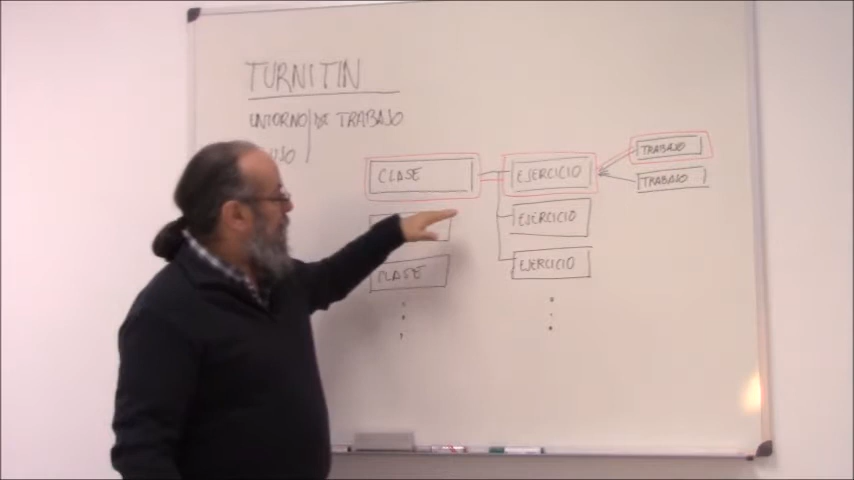 TURNITIN
ENTORNO DE TRABAJO
CLASE
CLASE
EJERCICIO
EJERCICIO
EJERCICIO
TRABAJO
TRABAJO